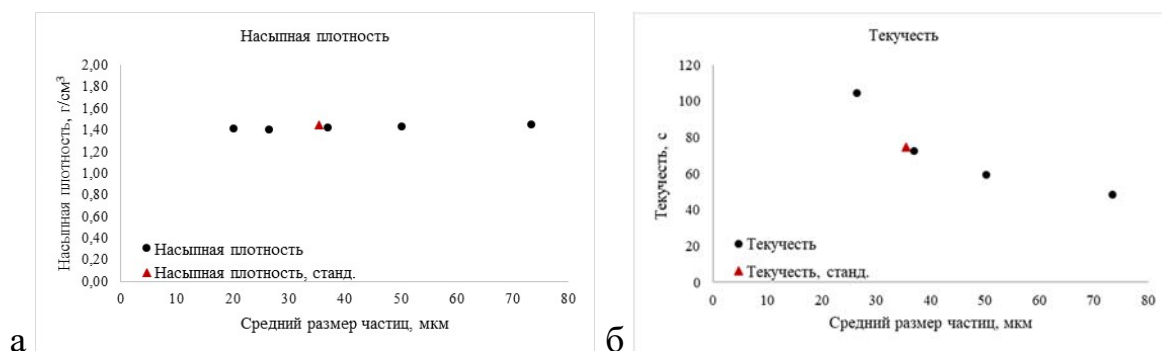 Насыпная плотность
Насыпная плотность, г/см³
2,00
1,80
1,60
1,40
1,20
1,00
0,80
0,60
0,40
0,20
0,00
Насыпная плотность
Насыпная плотность, станд.
0 10 20 30 40 50 60 70 80
Средний размер частиц, мкм
а
Текучесть
Текучесть, с
120
100
80
60
40
20
0
Текучесть
Текучесть, станд.
0 10 20 30 40 50 60 70 80
Средний размер частиц, мкм
б